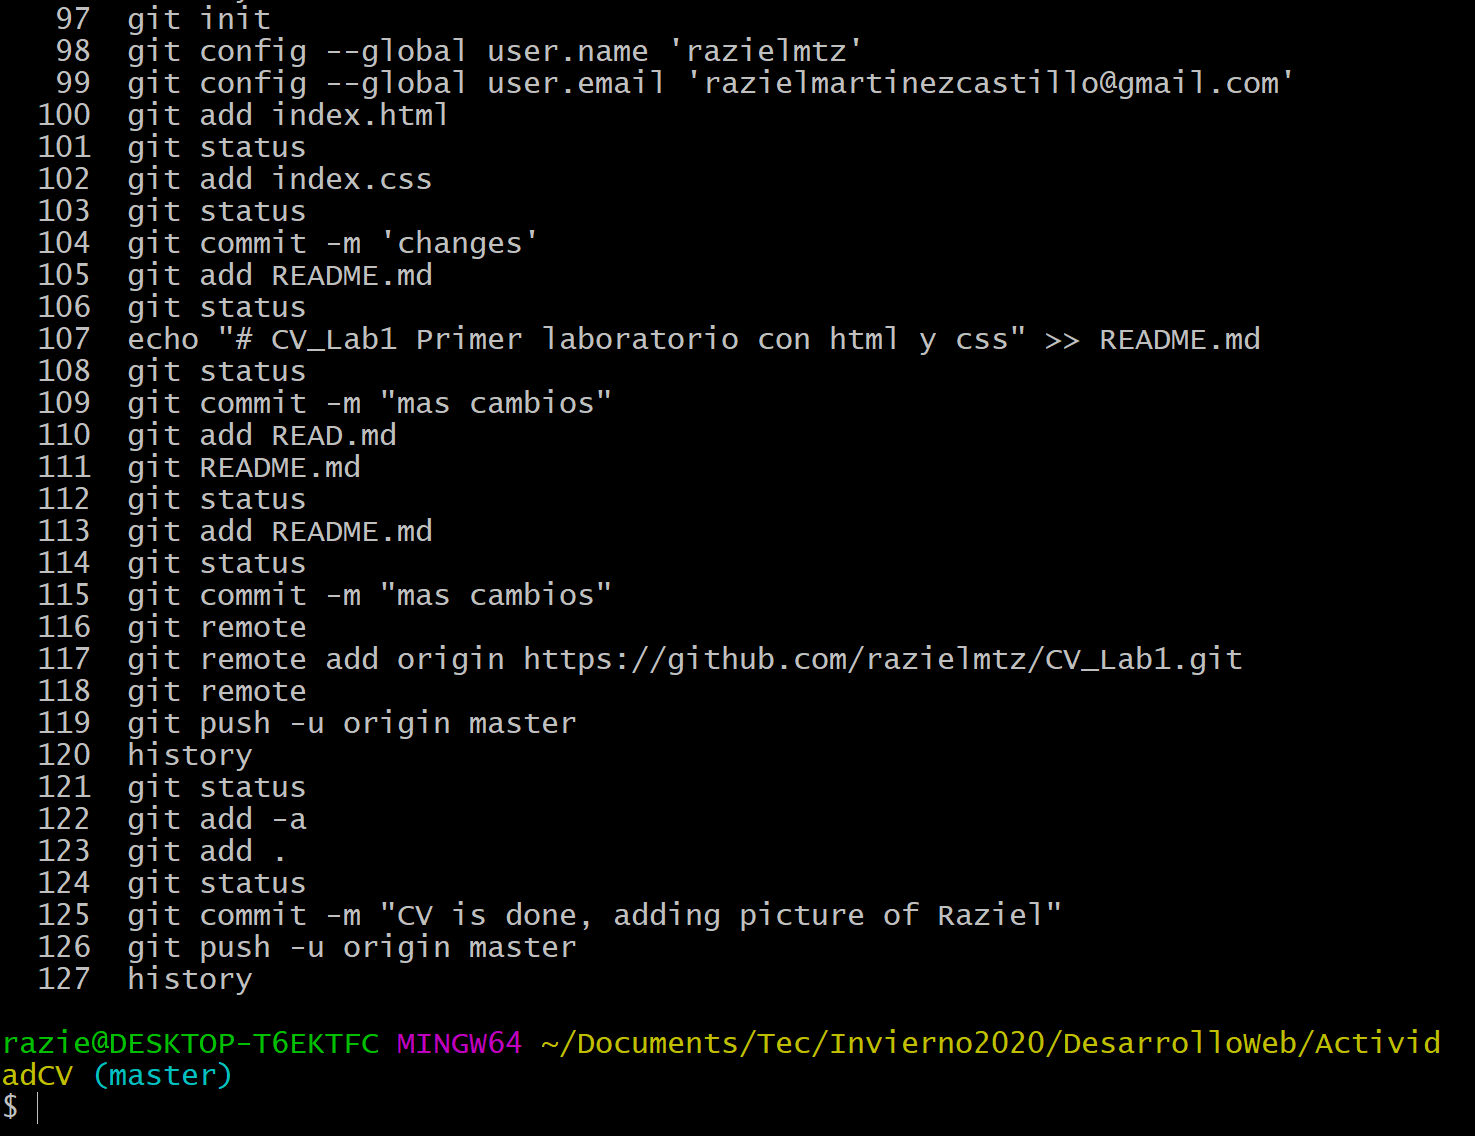 97 git init
98 git config --global user.name 'razielmtz'
99 git config --global user.email 'razielmartinezcastillo@gmail.com'
100 git add index.html
101 git status
102 git add index.css
103 git status
104 git commit -m 'changes'
105 git add README.md
106 git status
107 echo "# CV_Lab1 Primer laboratorio con html y css" >> README.md
108 git status
109 git commit -m "mas cambios"
110 git add READ.md
111 git README.md
112 git status
113 git add README.md
114 git status
115 git commit -m "mas cambios"
116 git remote
117 git remote add origin https://github.com/razielmtz/CV_Lab1.git
118 git remote
119 git push -u origin master
120 history
121 git status
122 git add -a
123 git add .
124 git status
125 git commit -m "CV is done, adding picture of Raziel"
126 git push -u origin master
127 history
razie@DESKTOP-T6EKTFC MINGW64 ~/Documents/Tec/Invierno2020/DesarrolloWeb/Activid
adCV (master)
$